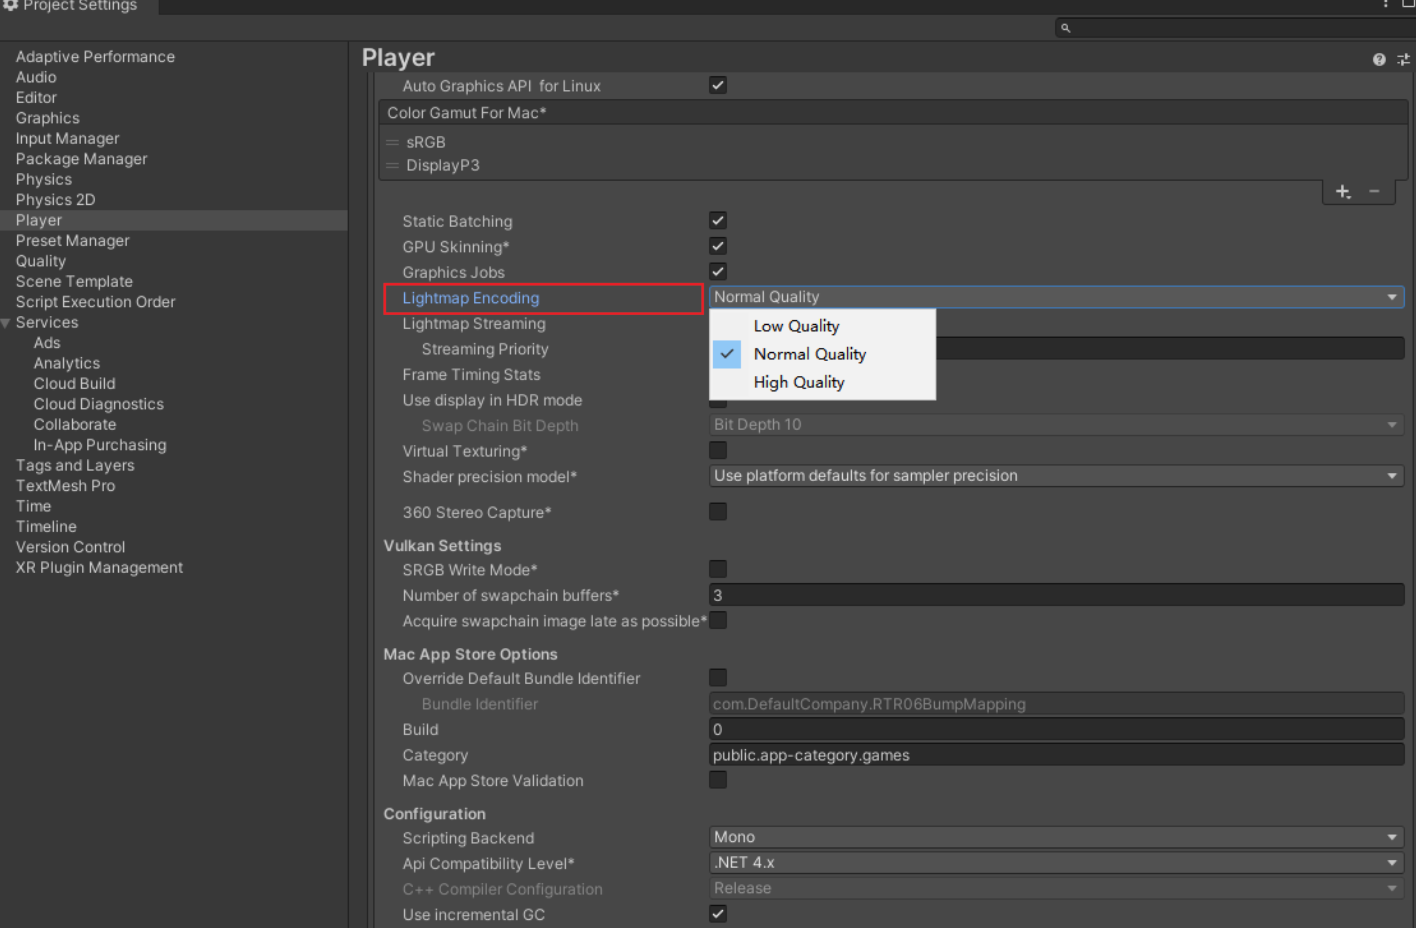 Project Settings
Adaptive Performance
Audio
Editor
Graphics
Input Manager
Package Manager
Physics
Physics 2D
Player
Preset Manager
Quality
Scene Template
Script Execution Order
Services
Ads
Analytics
Cloud Build
Cloud Diagnostics
Collaborate
In-App Purchasing
Tags and Layers
TextMesh Pro
Time
Timeline
Version Control
XR Plugin Management
Player
Auto Graphics API for Linux
Color Gamut For Mac*
sRGB
DisplayP3
Static Batching
GPU Skinning*
Graphics Jobs
Lightmap Encoding Normal Quality
Low Quality
Normal Quality
High Quality
Lightmap Streaming
Streaming Priority
Frame Timing Stats
Use display in HDR mode
Swap Chain Bit Depth Bit Depth 10
Virtual Texturing*
Shader precision model* Use platform defaults for sampler precision
360 Stereo Capture*
Vulkan Settings
SRGB Write Mode*
Number of swapchain buffers* 3
Acquire swapchain image late as possible*
Mac App Store Options
Override Default Bundle Identifier
Bundle Identifier com.DefaultCompany.RTR06BumpMapping
Build 0
Category public.app-category.games
Mac App Store Validation
Configuration
Scripting Backend Mono
Api Compatibility Level* .NET 4.x
C++ Compiler Configuration Release
Use incremental GC